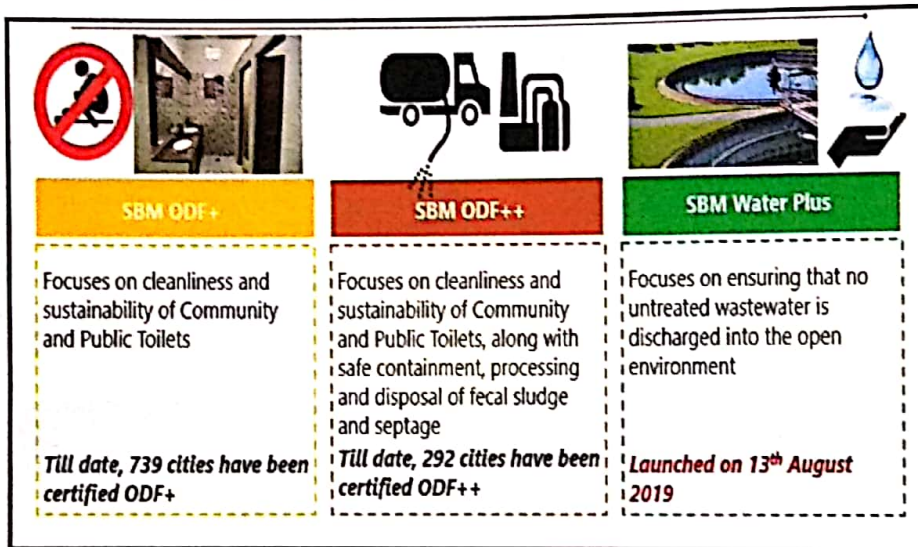 SBM ODF+
Focuses on cleanliness and
sustainability of Community
and Public Toilets
Till date, 739 cities have been
certified ODF+
SBM ODF++
Focuses on cleanliness and
sustainability of Community
and Public Toilets, along with
safe containment, processing
and disposal of fecal sludge
and septage
Till date, 292 cities have been
certified ODF++
SBM Water Plus
Focuses on ensuring that no
untreated wastewater is
discharged into the open
environment
Launched on 13th August
2019